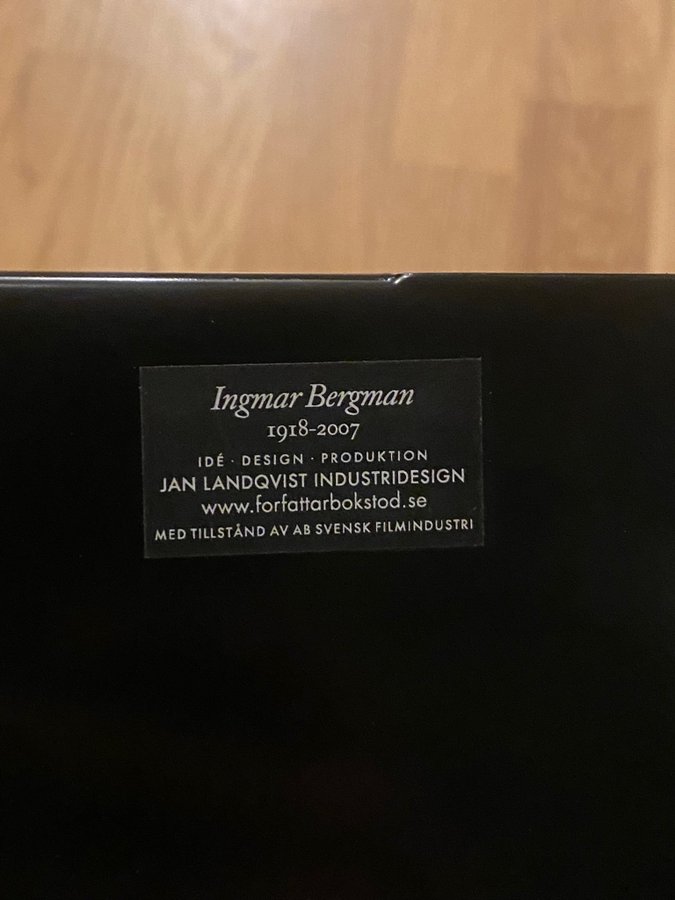 Ingmar Bergman
1918-2007
IDÉ · DESIGN · PRODUKTION
JAN LANDQVIST INDUSTRIDESIGN
www.forfattarbokstod.se
MED TILLSTÅND AV AB SVENSK FILMINDUSTRI